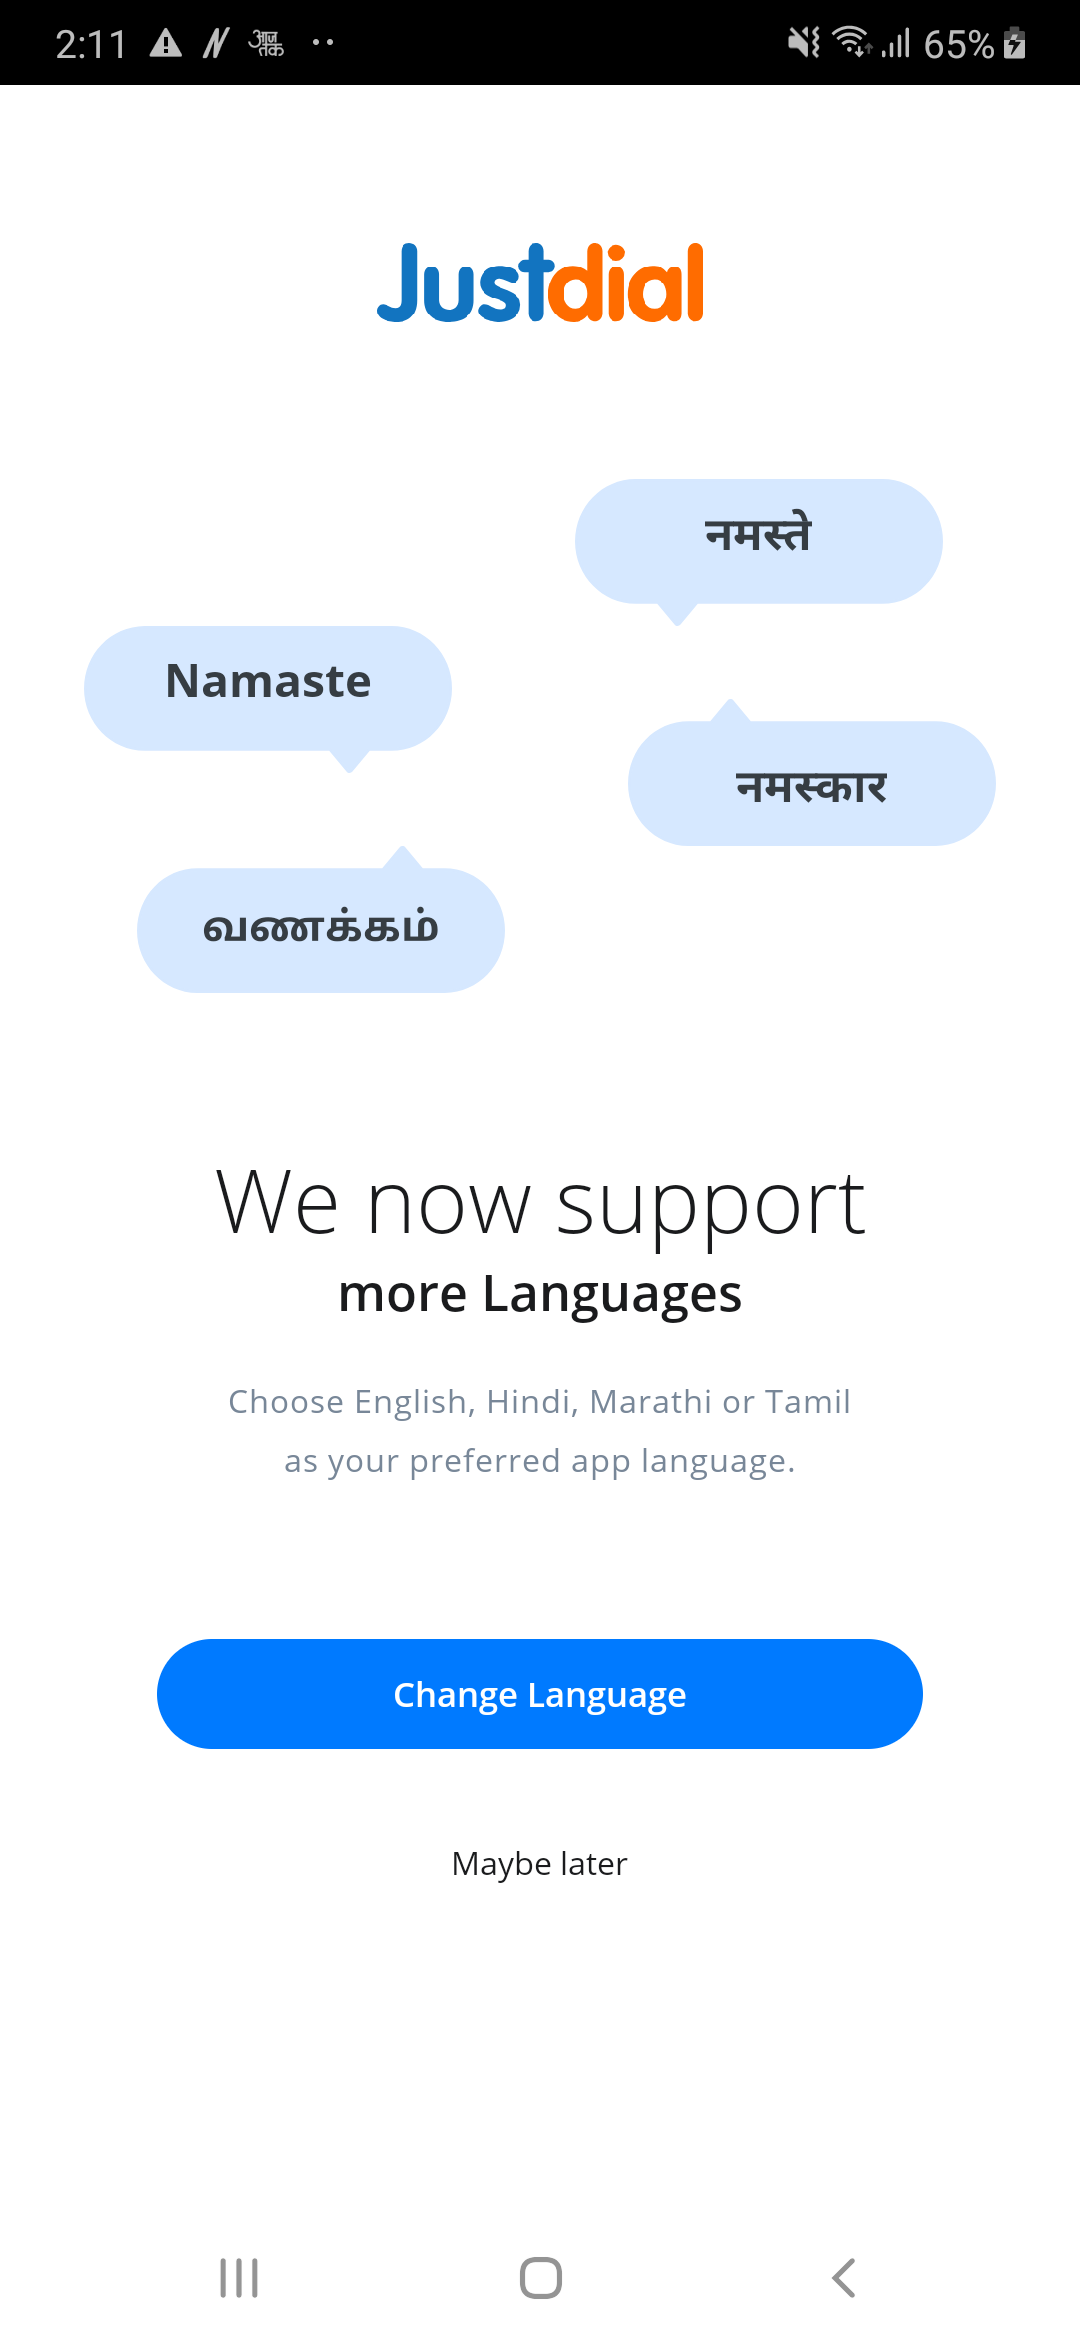 2:11 आज तक 65%
Justdial
नमस्ते
Namaste
नमस्कार
வணக்கம்
We now support
more Languages
Choose English, Hindi, Marathi or Tamil
as your preferred app language.
Change Language
Maybe later